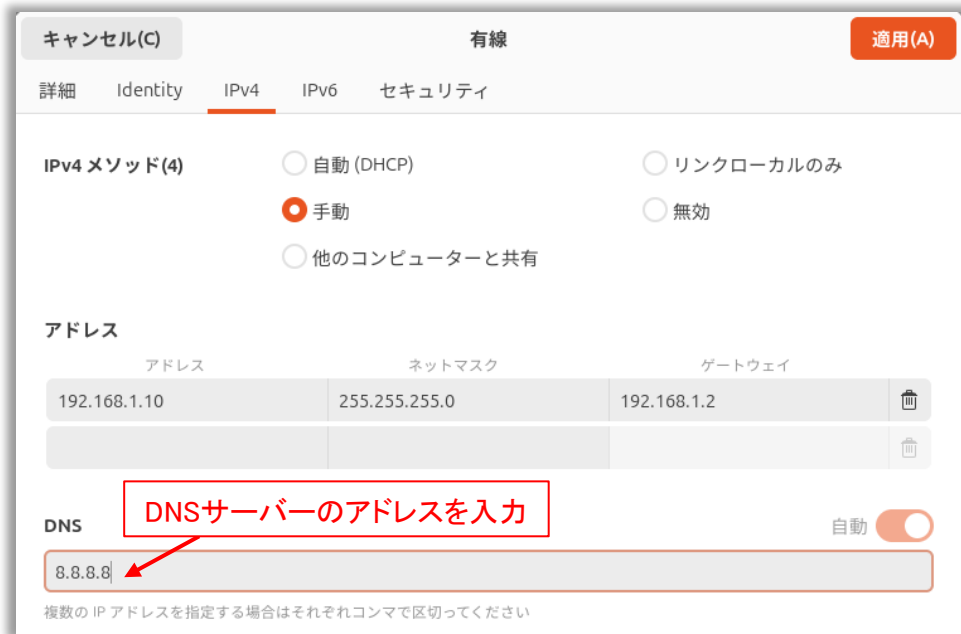 キャンセル(C) 有線 適用(A)
詳細 Identity IPv4 IPv6 セキュリティ
IPv4 メソッド(4) 自動 (DHCP) リンクローカルのみ
手動 無効
他のコンピューターと共有
アドレス
アドレス ネットマスク ゲートウェイ
192.168.1.10 255.255.255.0 192.168.1.2
DNSサーバーのアドレスを入力
DNS 自動
8.8.8.8
複数の IP アドレスを指定する場合はそれぞれコンマで区切ってください